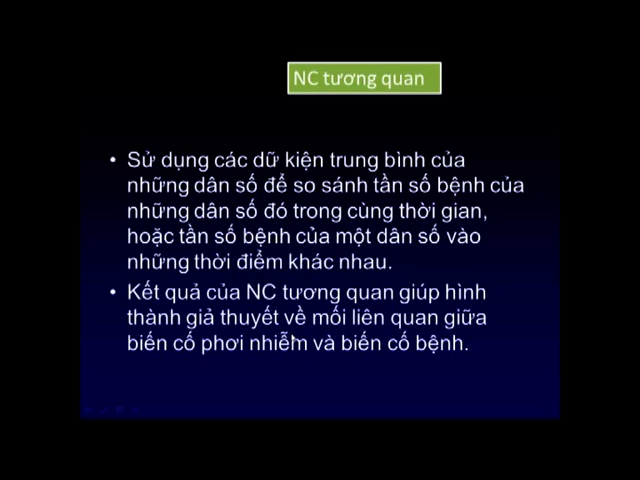 NC tương quan
• Sử dụng các dữ kiện trung bình của
những dân số để so sánh tần số bệnh của
những dân số đó trong cùng thời gian,
hoặc tần số bệnh của một dân số vào
những thời điểm khác nhau.
• Kết quả của NC tương quan giúp hình
thành giả thuyết về mối liên quan giữa
biến cố phơi nhiễm và biến cố bệnh.